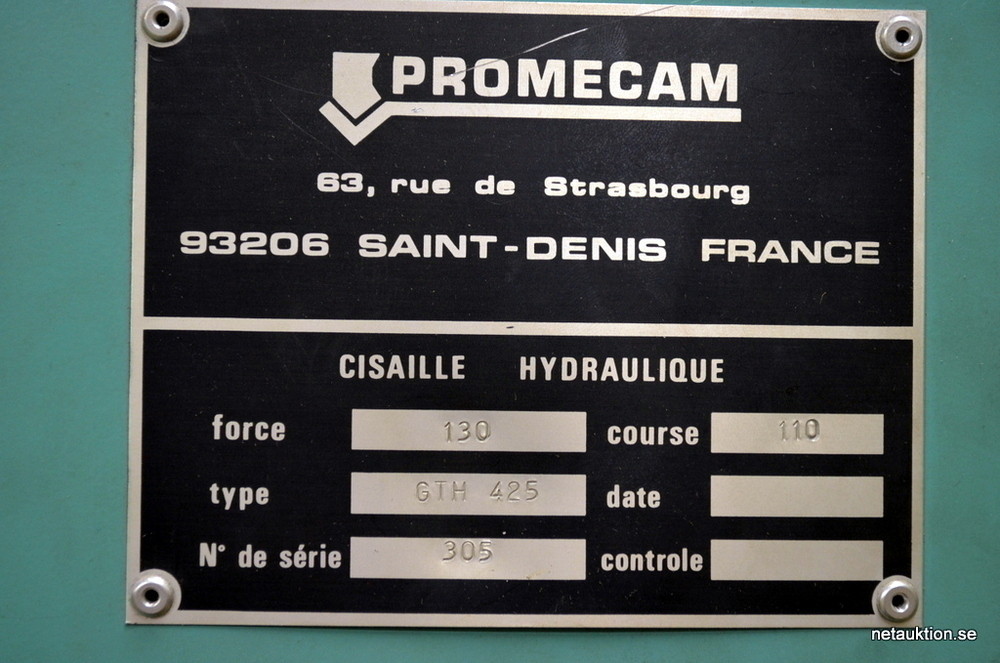 PROMECAM
63, rue de Strasbourg
93206 SAINT-DENIS FRANCE
CISAILLE HYDRAULIQUE
force 130 course 110
type GTH 425 date
N° de série 305 controle
netauktion.se